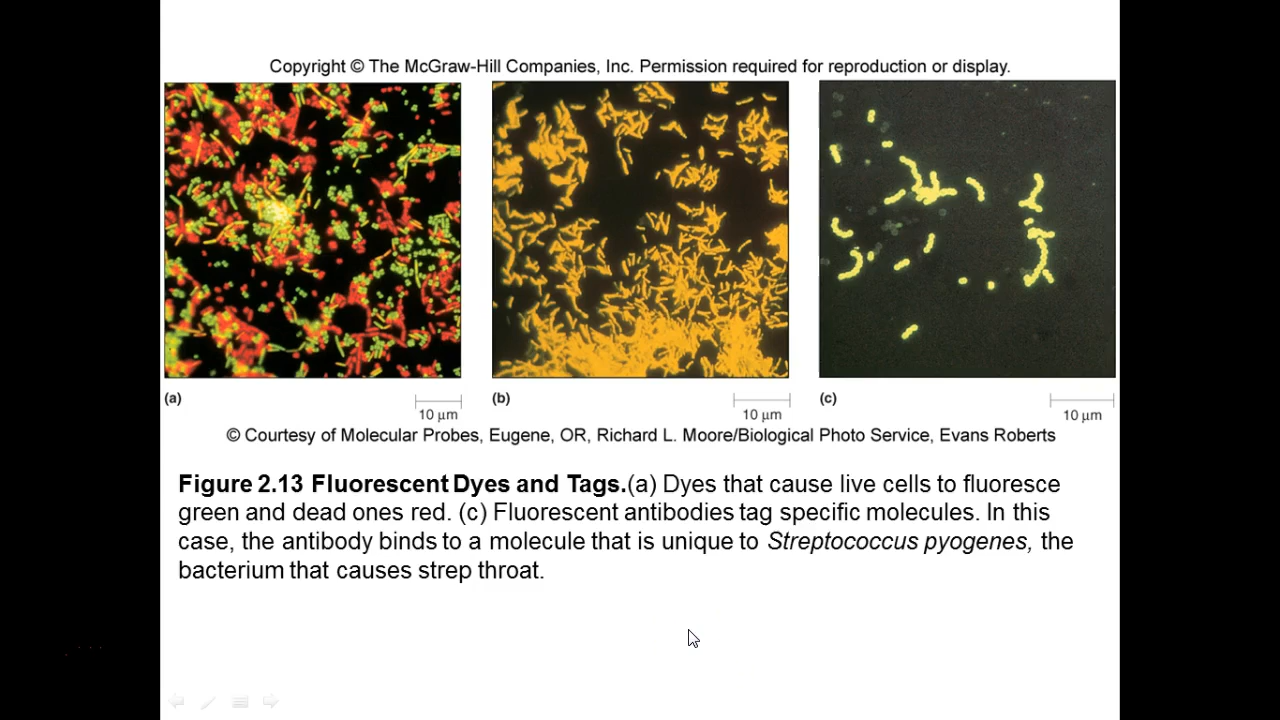 Copyright © The McGraw-Hill Companies, Inc. Permission required for reproduction or display.
(a)
10 µm
(b)
10 µm
(c)
10 µm
© Courtesy of Molecular Probes, Eugene, OR, Richard L. Moore/Biological Photo Service, Evans Roberts
Figure 2.13 Fluorescent Dyes and Tags.(a) Dyes that cause live cells to fluoresce
green and dead ones red. (c) Fluorescent antibodies tag specific molecules. In this
case, the antibody binds to a molecule that is unique to Streptococcus pyogenes, the
bacterium that causes strep throat.